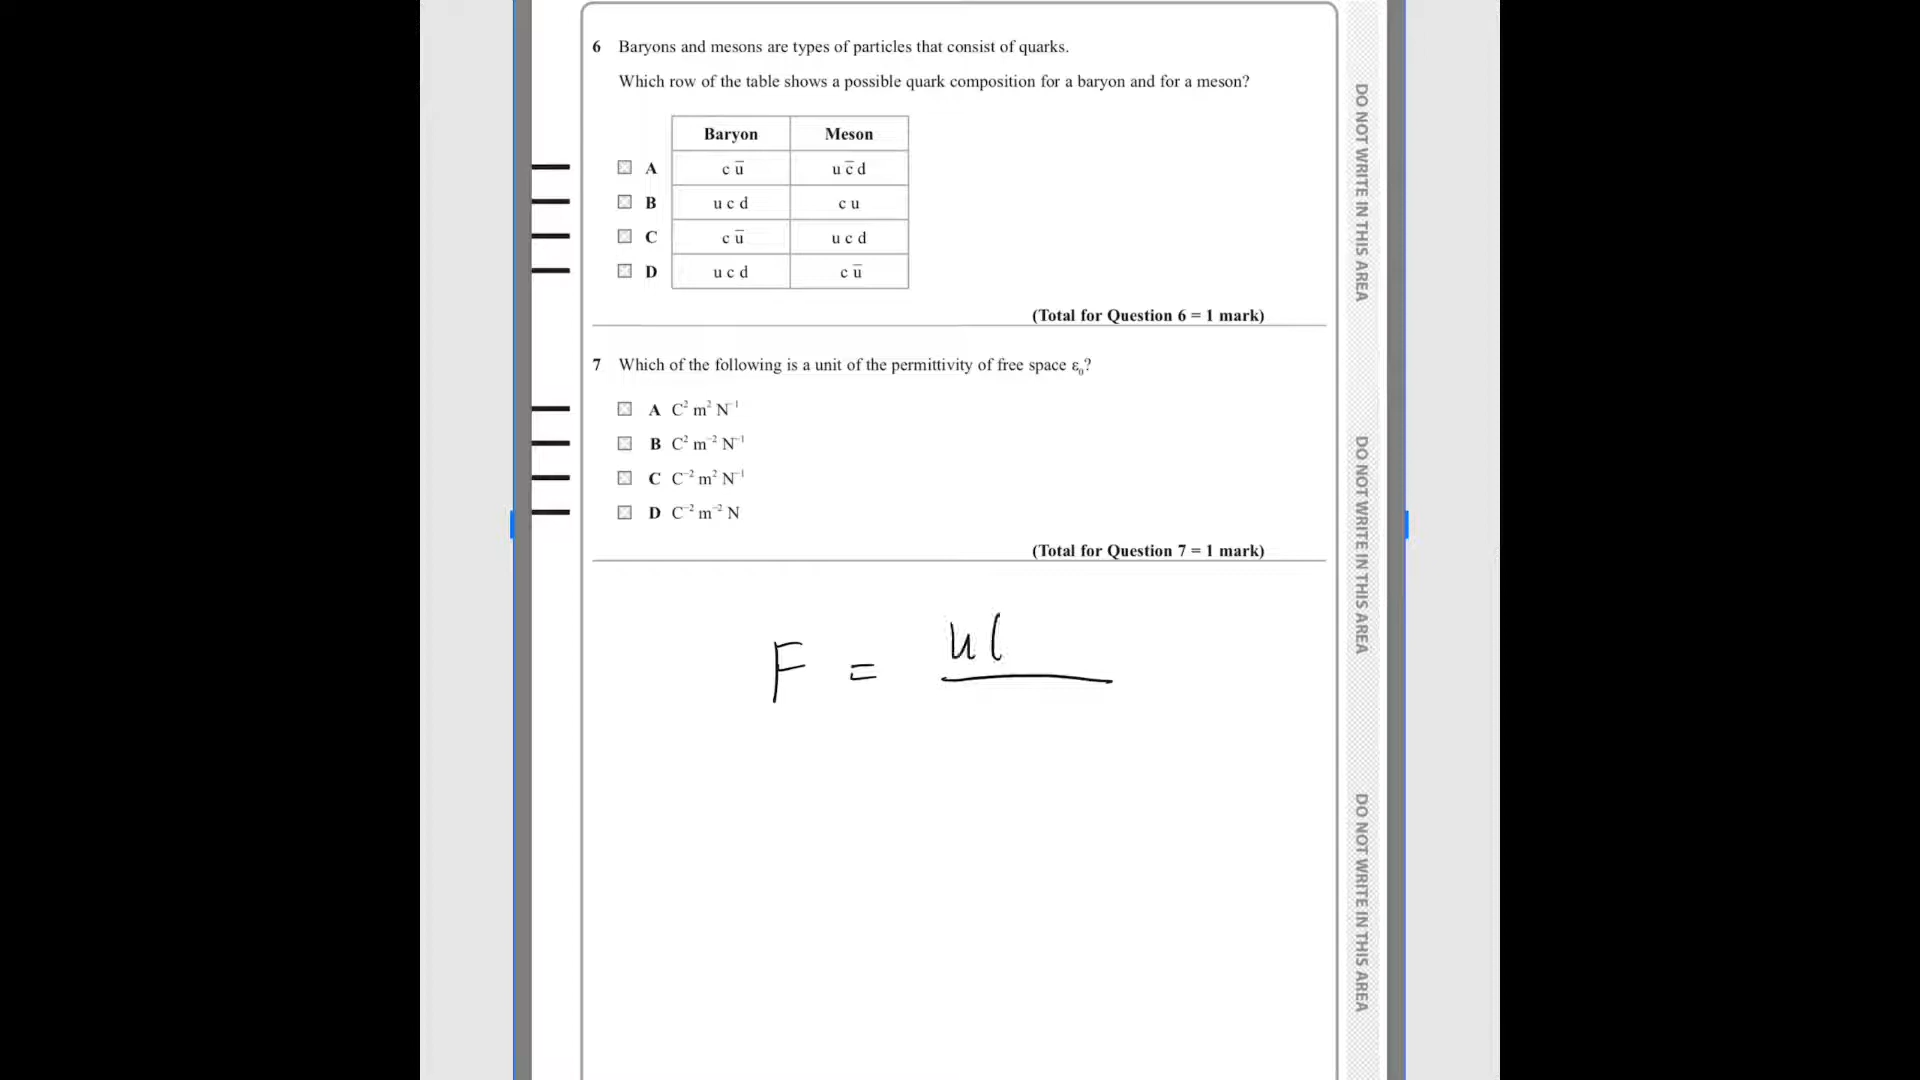 6 Baryons and mesons are types of particles that consist of quarks.
Which row of the table shows a possible quark composition for a baryon and for a meson?
Baryon Meson
A c u̅ u c̅ d
B u c d c u
C c u̅ u c d
D u c d c u̅
(Total for Question 6 = 1 mark)
7 Which of the following is a unit of the permittivity of free space ε₀?
A C² m² N⁻¹
B C² m⁻² N⁻¹
C C⁻² m² N⁻¹
D C⁻² m⁻² N
(Total for Question 7 = 1 mark)
F =
DO NOT WRITE IN THIS AREA
DO NOT WRITE IN THIS AREA
DO NOT WRITE IN THIS AREA